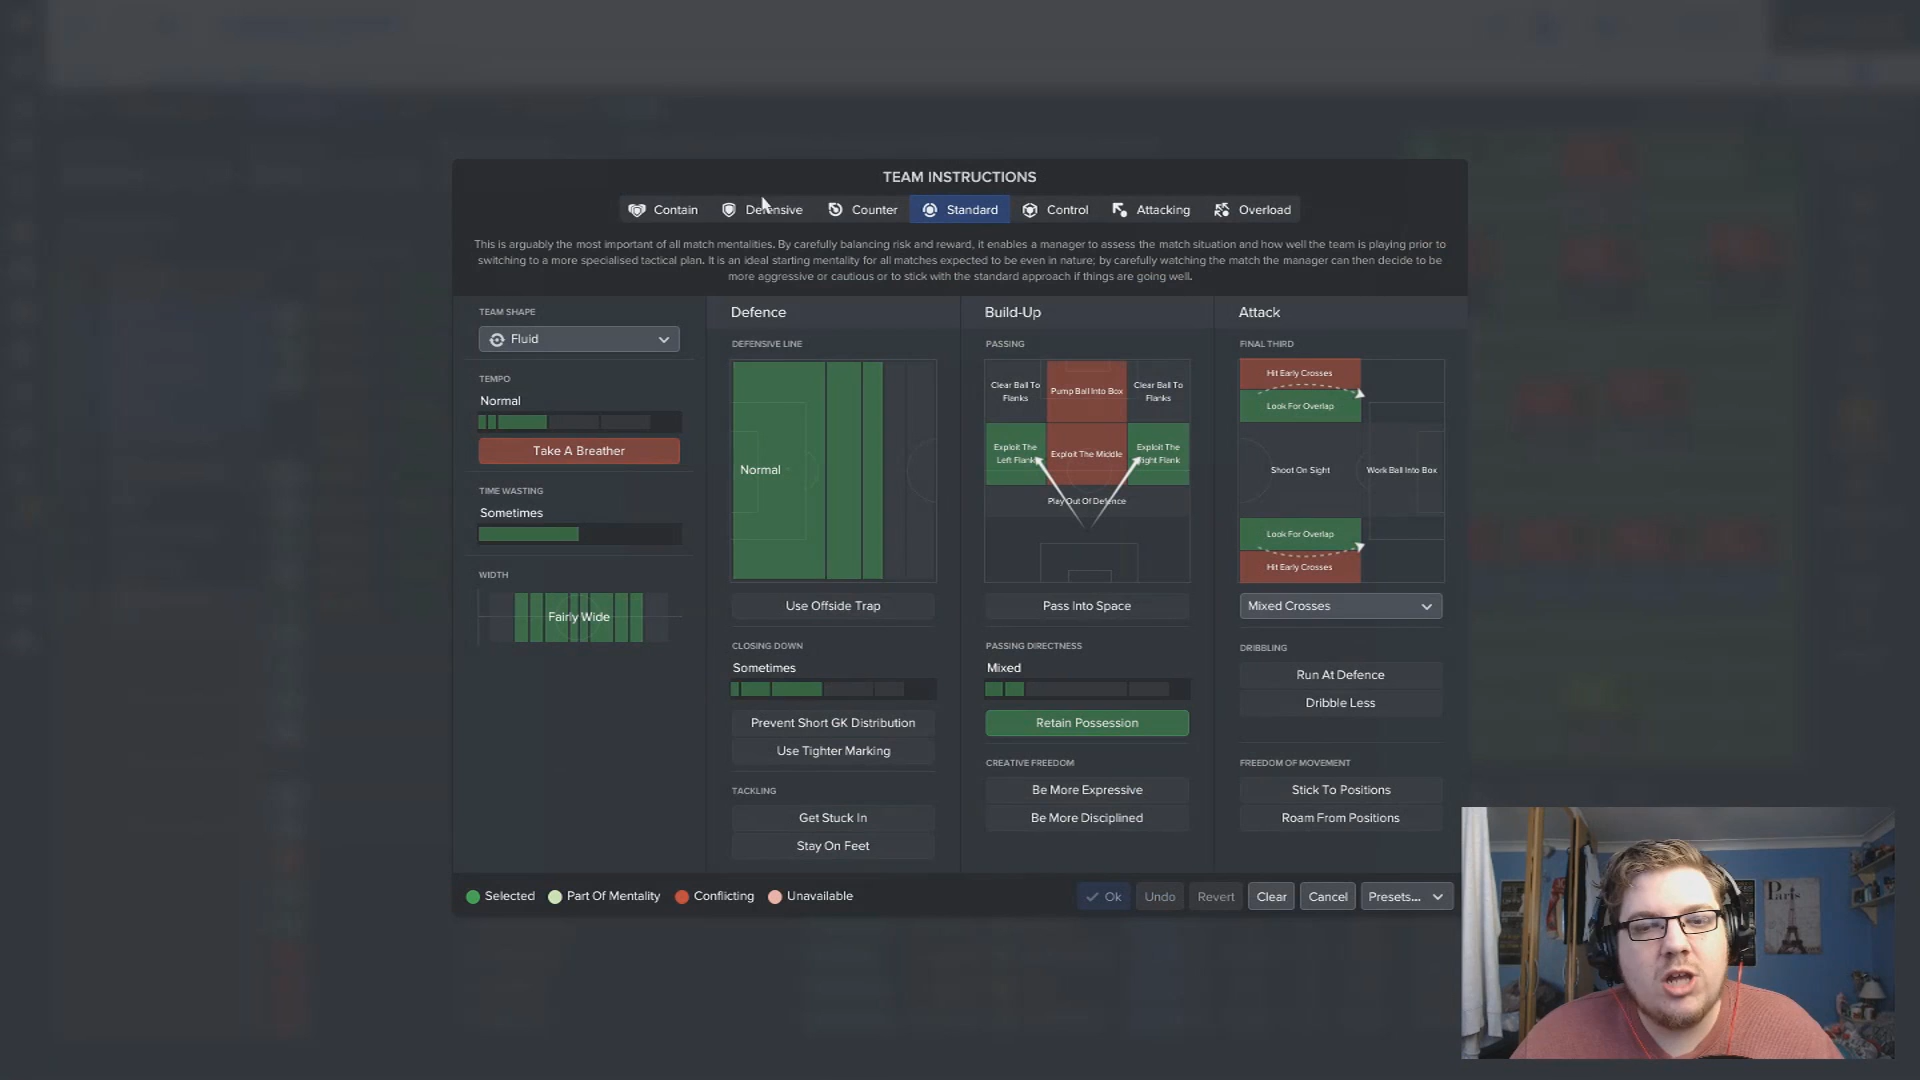 TEAM INSTRUCTIONS
Contain
Defensive
Counter
Standard
Control
Attacking
Overload
This is arguably the most important of all match mentalities. By carefully balancing risk and reward, it enables a manager to assess the match situation and how well the team is playing prior to
switching to a more specialised tactical plan. It is an ideal starting mentality for all matches expected to be even in nature; by carefully watching the match the manager can then decide to be
more aggressive or cautious or to stick with the standard approach if things are going well.
TEAM SHAPE
Fluid
TEMPO
Normal
Take A Breather
TIME WASTING
Sometimes
WIDTH
Fairly Wide
Defence
DEFENSIVE LINE
Normal
Use Offside Trap
CLOSING DOWN
Sometimes
Prevent Short GK Distribution
Use Tighter Marking
TACKLING
Get Stuck In
Stay On Feet
Build-Up
PASSING
Clear Ball To
Flanks
Pump Ball Into Box
Clear Ball To
Flanks
Exploit The
Left Flank
Exploit The Middle
Exploit The
Right Flank
Play Out Of Defence
Pass Into Space
PASSING DIRECTNESS
Mixed
Retain Possession
CREATIVE FREEDOM
Be More Expressive
Be More Disciplined
Attack
FINAL THIRD
Hit Early Crosses
Look For Overlap
Shoot On Sight
Work Ball Into Box
Look For Overlap
Hit Early Crosses
Mixed Crosses
DRIBBLING
Run At Defence
Dribble Less
FREEDOM OF MOVEMENT
Stick To Positions
Roam From Positions
Selected
Part Of Mentality
Conflicting
Unavailable
Ok
Undo
Revert
Clear
Cancel
Presets...
Paris